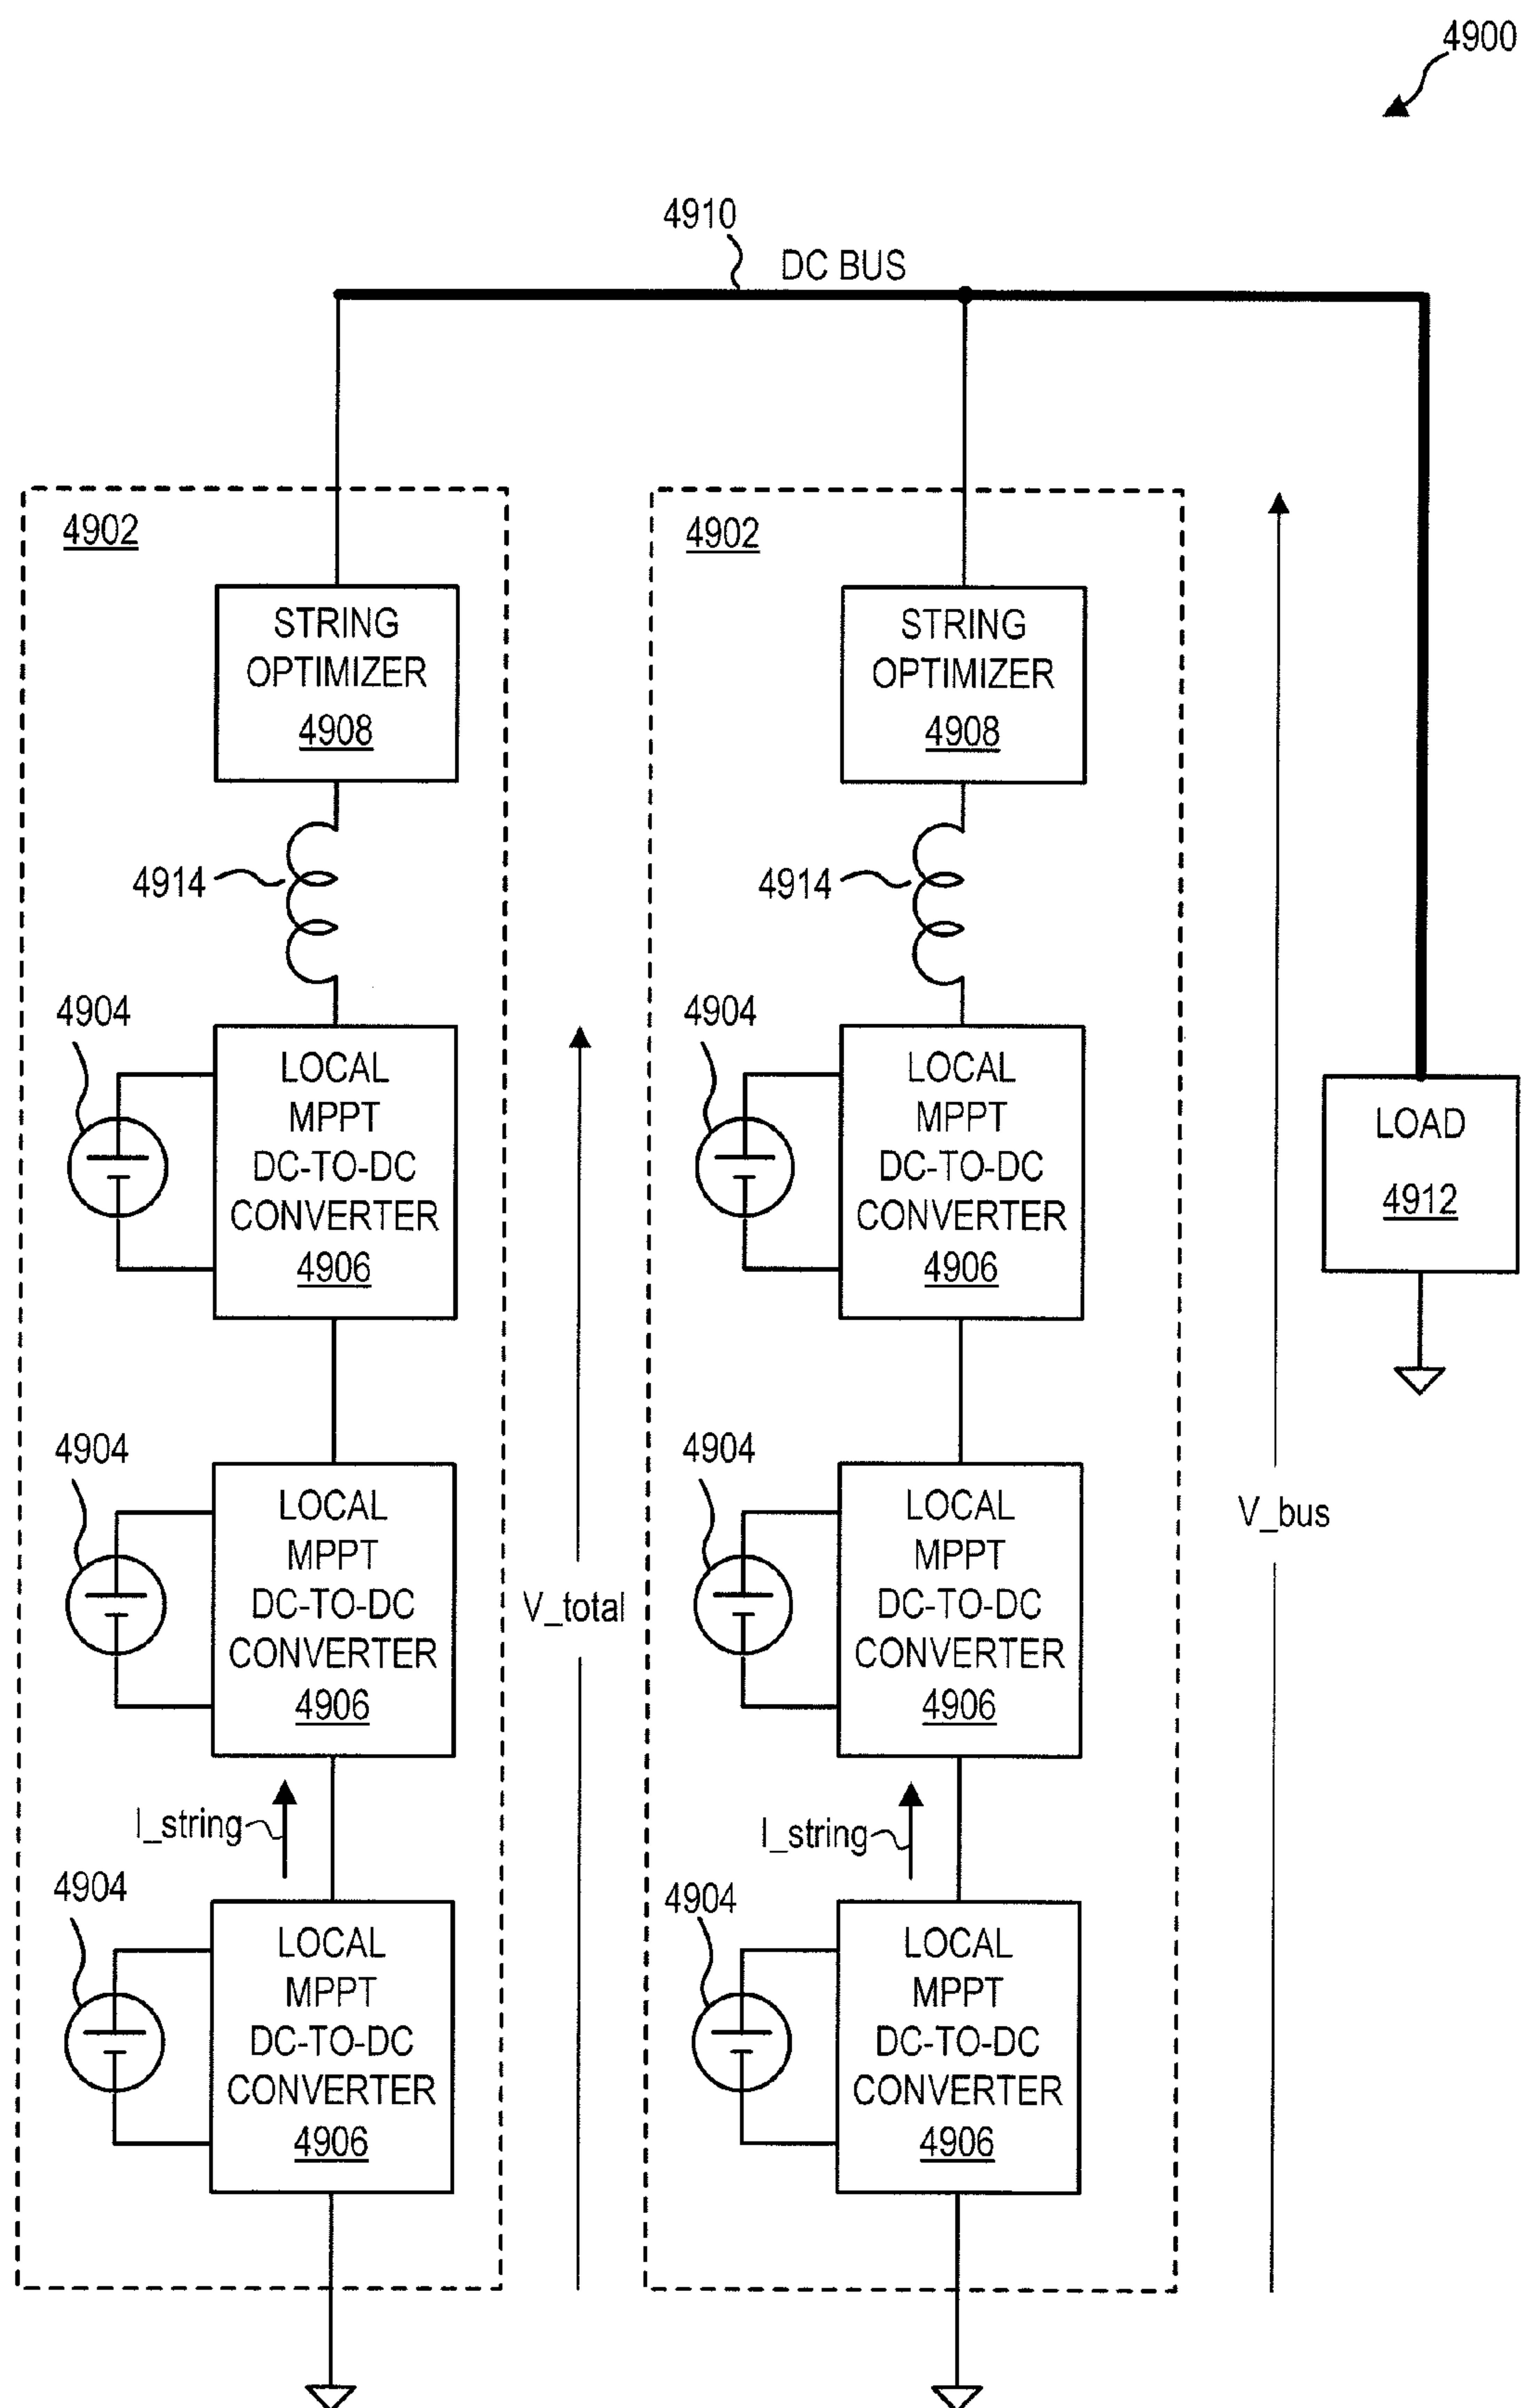 4900
4910
DC BUS
4902
STRING
OPTIMIZER
4908
4914
4904
LOCAL
MPPT
DC-TO-DC
CONVERTER
4906
4904
LOCAL
MPPT
DC-TO-DC
CONVERTER
4906
I_string
4904
LOCAL
MPPT
DC-TO-DC
CONVERTER
4906
V_total
4902
STRING
OPTIMIZER
4908
4914
4904
LOCAL
MPPT
DC-TO-DC
CONVERTER
4906
4904
LOCAL
MPPT
DC-TO-DC
CONVERTER
4906
I_string
4904
LOCAL
MPPT
DC-TO-DC
CONVERTER
4906
V_bus
LOAD
4912